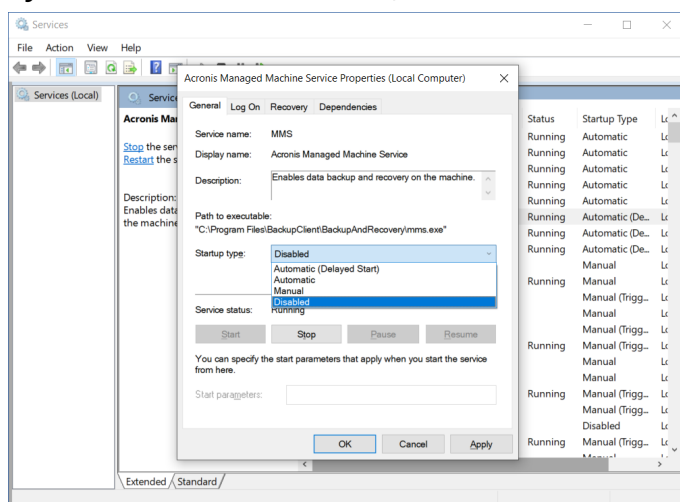 Services
File Action View Help
Services (Local)
Acronis Managed Machine Service Properties (Local Computer)
General Log On Recovery Dependencies
Service name: MMS
Display name: Acronis Managed Machine Service
Description: Enables data backup and recovery on the machine.
Path to executable:
"C:\Program Files\BackupClient\BackupAndRecovery\mms.exe"
Startup type: Disabled
Automatic (Delayed Start)
Automatic
Manual
Disabled
Service status: Running
Start Stop Pause Resume
You can specify the start parameters that apply when you start the service
from here.
Start parameters:
OK Cancel Apply
Stop the
Restart the
Description:
Enables data
the machine
Status Startup Type
Running Automatic
Running Automatic
Running Automatic
Running Automatic
Running Automatic
Running Automatic (De...
Running Automatic (De...
Running Automatic (De...
Manual
Running Manual
Manual (Trigg...
Manual
Manual (Trigg...
Running Manual (Trigg...
Manual
Manual
Running Manual (Trigg...
Manual (Trigg...
Disabled
Running Manual (Trigg...
Extended Standard